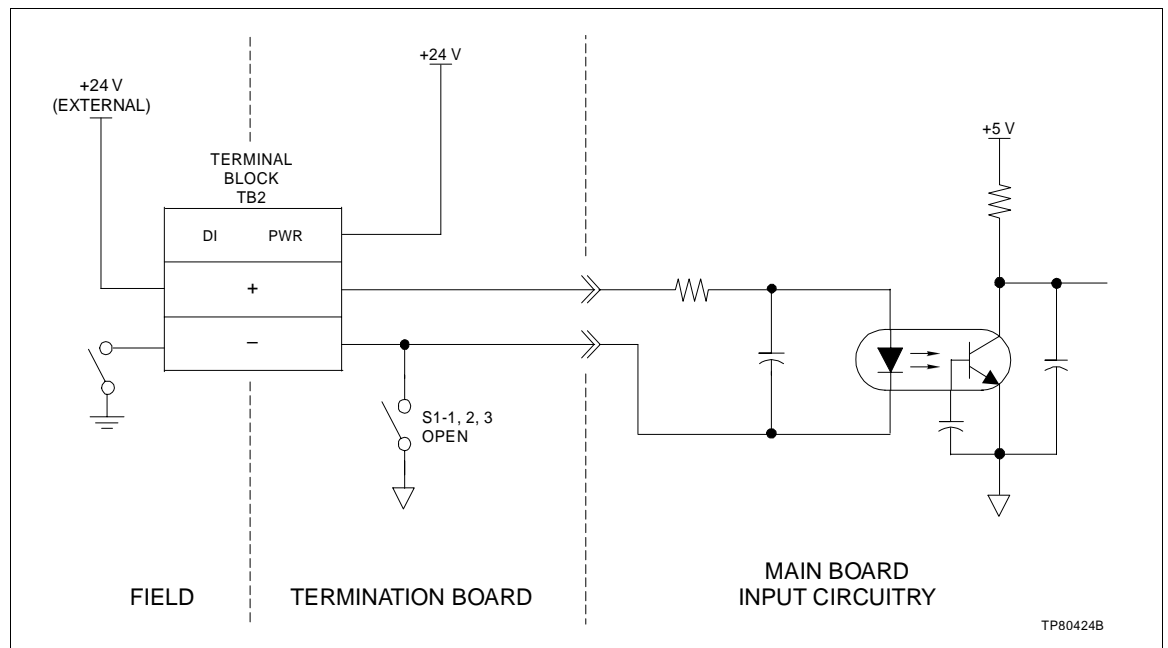 +24 V
+24 V
(EXTERNAL)
TERMINAL
BLOCK
TB2
DI PWR
+
–
S1-1, 2, 3
OPEN
+5 V
FIELD
TERMINATION BOARD
MAIN BOARD
INPUT CIRCUITRY
TP80424B